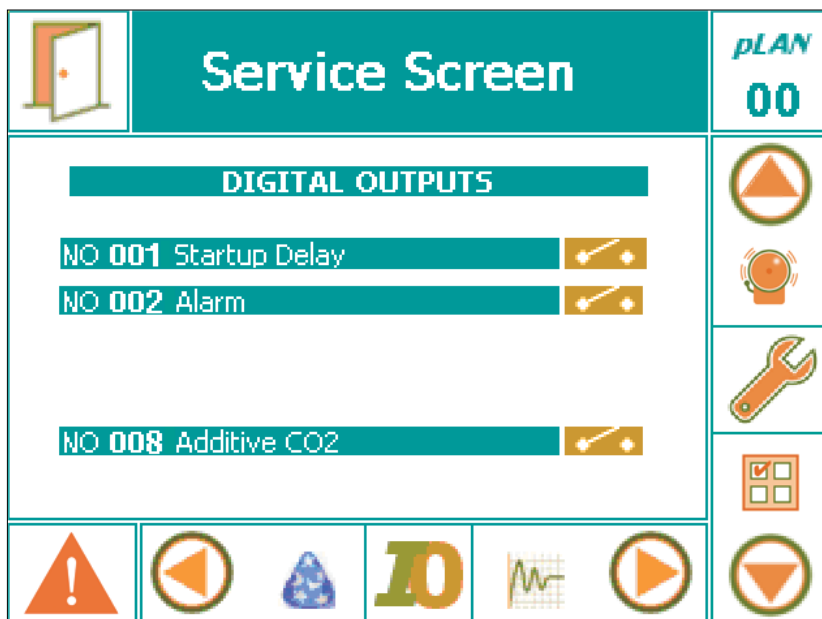 Service Screen
pLAN
00
DIGITAL OUTPUTS
NO 001 Startup Delay
NO 002 Alarm
NO 008 Additive CO2
IO